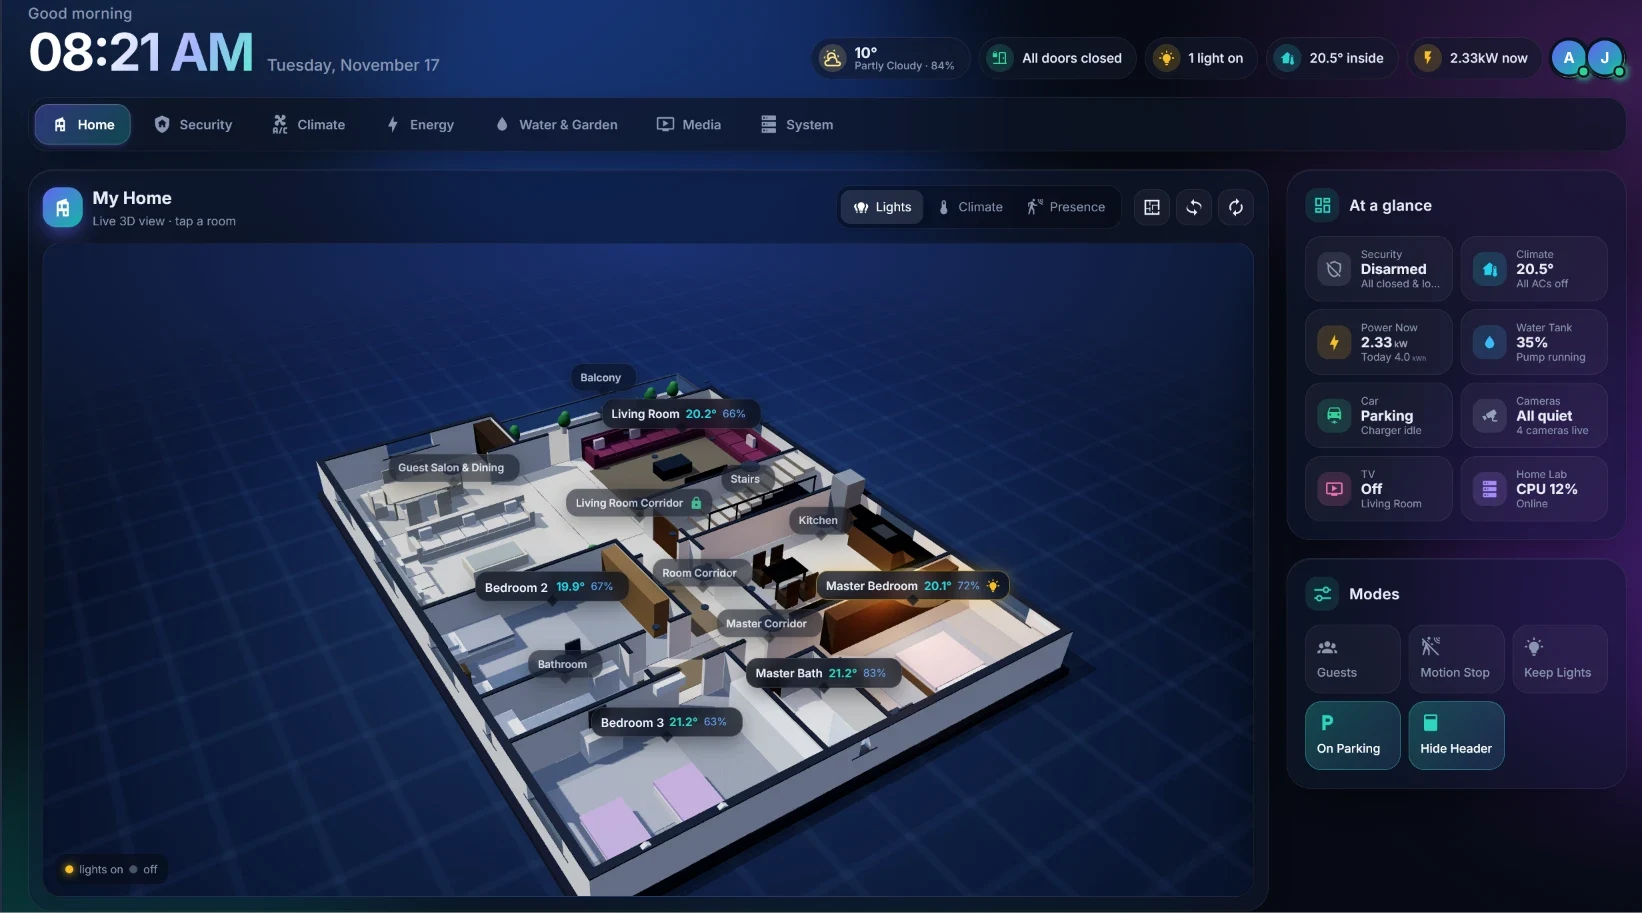 Good morning
08:21 AM Tuesday, November 17
10°
Partly Cloudy · 84%
All doors closed
1 light on
20.5° inside
2.33kW now
A
J
Home
Security
A/C
Climate
Energy
Water & Garden
Media
System
My Home
Live 3D view · tap a room
Lights
Climate
Presence
Balcony
Living Room 20.2° 66%
Guest Salon & Dining
Stairs
Living Room Corridor
Kitchen
Room Corridor
Bedroom 2 19.9° 67%
Master Bedroom 20.1° 72%
Master Corridor
Bathroom
Master Bath 21.2° 83%
Bedroom 3 21.2° 63%
lights on
off
At a glance
Security
Disarmed
All closed & lo...
Climate
20.5°
All ACs off
Power Now
2.33 kW
Today 4.0 kWh
Water Tank
35%
Pump running
Car
Parking
Charger idle
Cameras
All quiet
4 cameras live
TV
Off
Living Room
Home Lab
CPU 12%
Online
Modes
Guests
Motion Stop
Keep Lights
P
On Parking
Hide Header